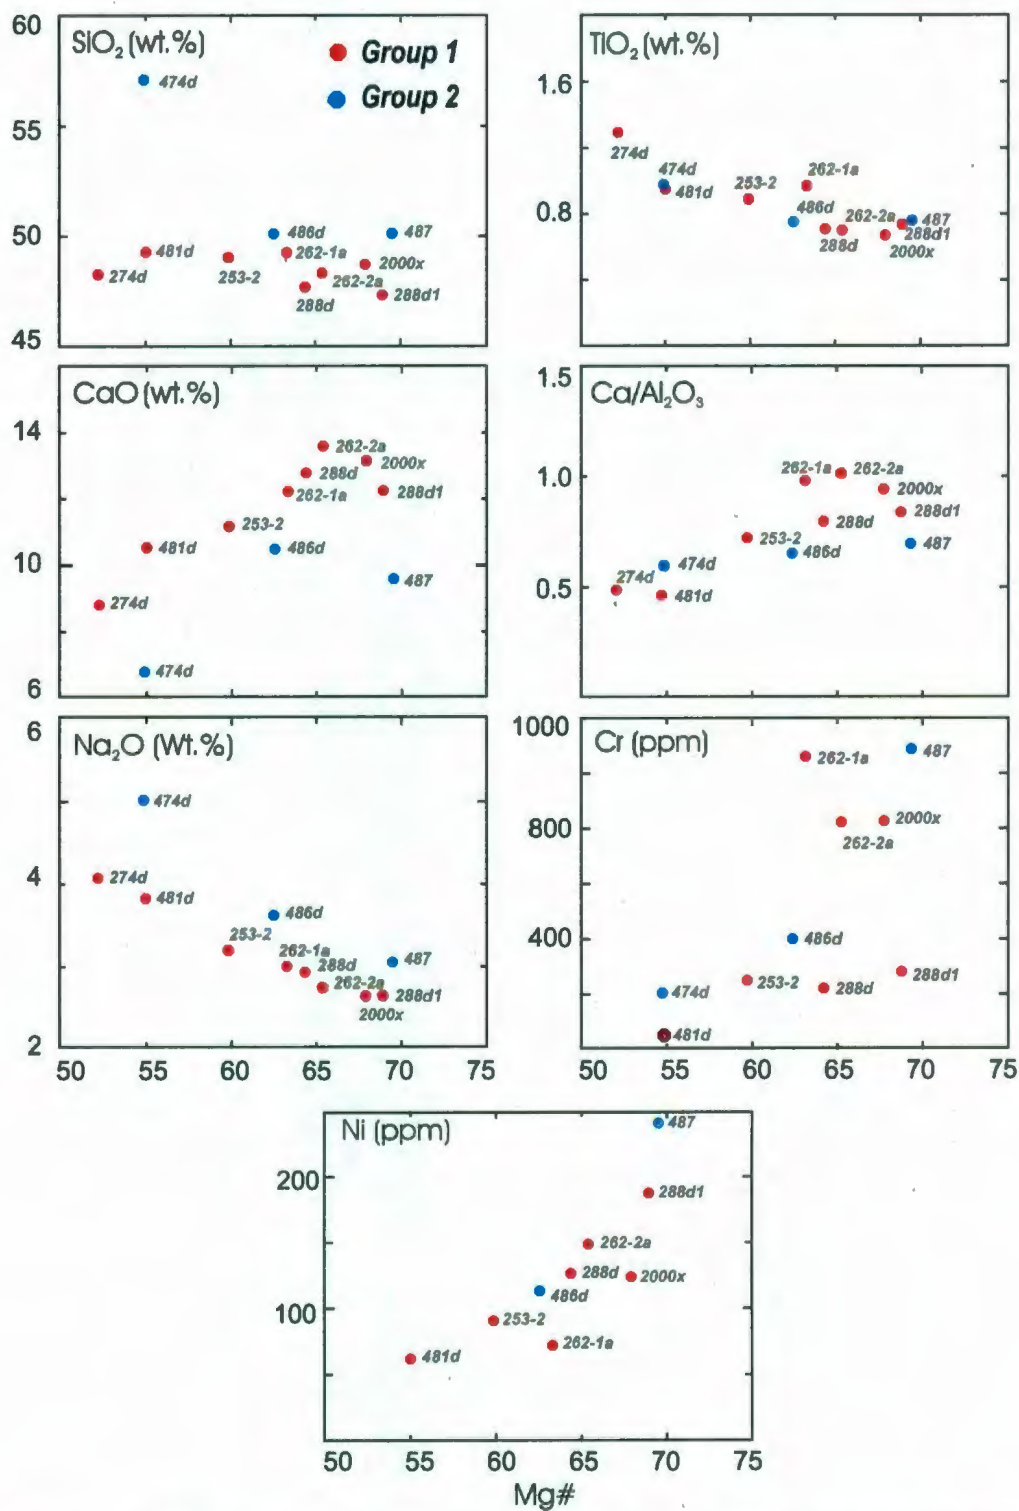 SiO2 (wt.%)
60
55
50
45
Group 1
Group 2
474d
274d
481d
253-2
486d
262-1a
288d
262-2a
2000x
487
288d1
TiO2 (wt.%)
1.6
0.8
274d
474d
481d
253-2
262-1a
486d
262-2a
288d
487
288d1
2000x
CaO (wt.%)
14
10
6
262-2a
2000x
288d
262-1a
288d1
253-2
481d
486d
487
274d
474d
Ca/Al2O3
1.5
1.0
0.5
262-1a
262-2a
2000x
288d1
288d
253-2
487
486d
474d
274d
481d
Na2O (Wt.%)
6
4
2
474d
274d
481d
486d
253-2
262-1a
288d
487
262-2a
288d1
2000x
50 55 60 65 70 75
Cr (ppm)
1000
800
400
262-1a
487
2000x
262-2a
486d
288d1
253-2
288d
474d
481d
50 55 60 65 70 75
Ni (ppm)
200
100
487
288d1
262-2a
288d
2000x
486d
253-2
262-1a
481d
50 55 60 65 70 75
Mg#